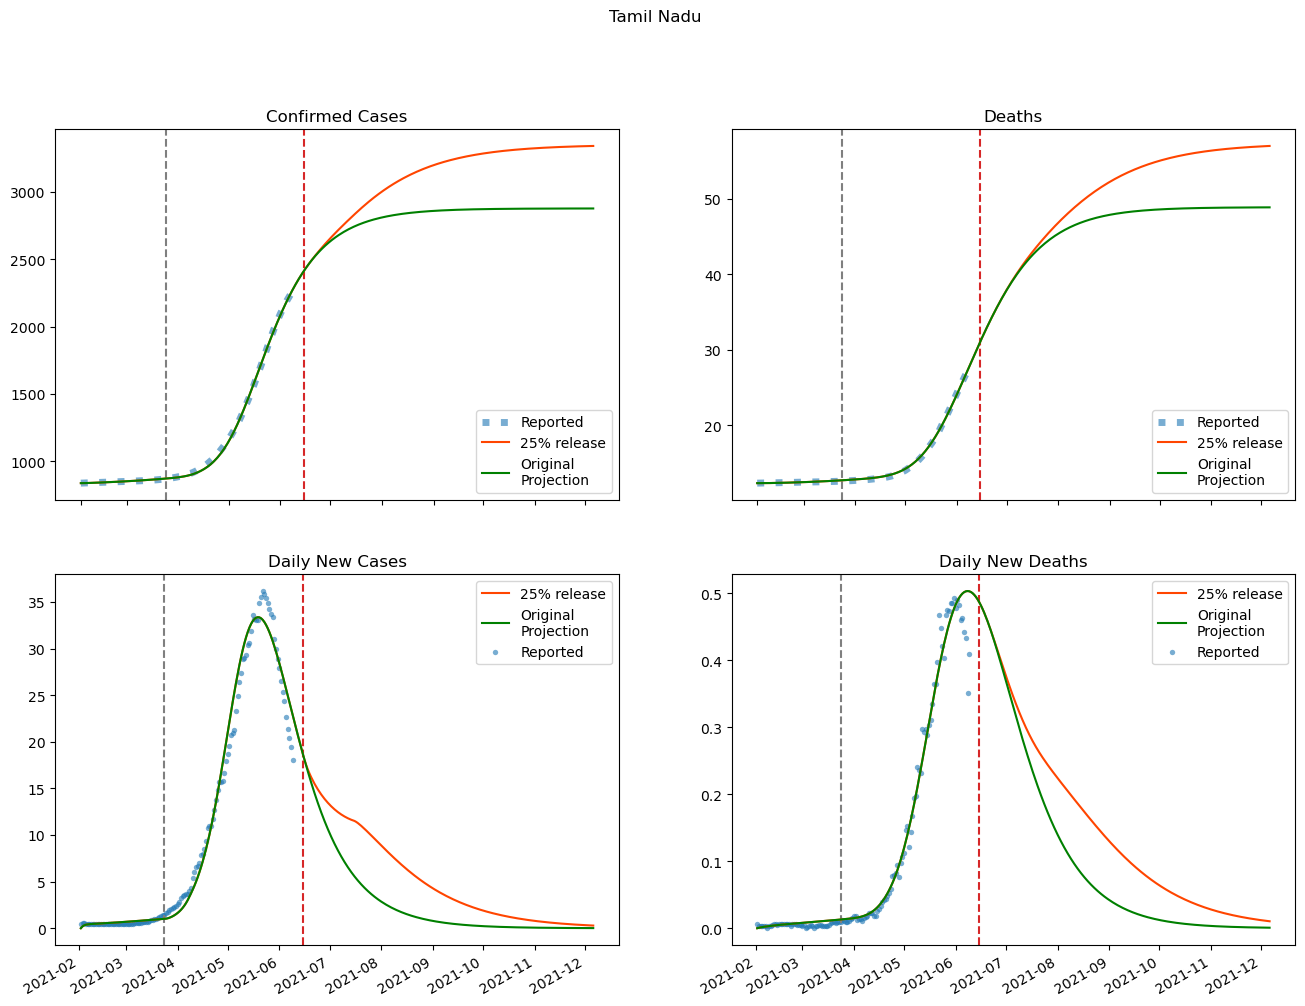 Tamil Nadu
Confirmed Cases
3000
2500
2000
1500
1000
Reported
25% release
Original
Projection
Deaths
50
40
30
20
Reported
25% release
Original
Projection
Daily New Cases
35
30
25
20
15
10
5
0
25% release
Original
Projection
Reported
2021-02
2021-03
2021-04
2021-05
2021-06
2021-07
2021-08
2021-09
2021-10
2021-11
2021-12
Daily New Deaths
0.5
0.4
0.3
0.2
0.1
0.0
25% release
Original
Projection
Reported
2021-02
2021-03
2021-04
2021-05
2021-06
2021-07
2021-08
2021-09
2021-10
2021-11
2021-12